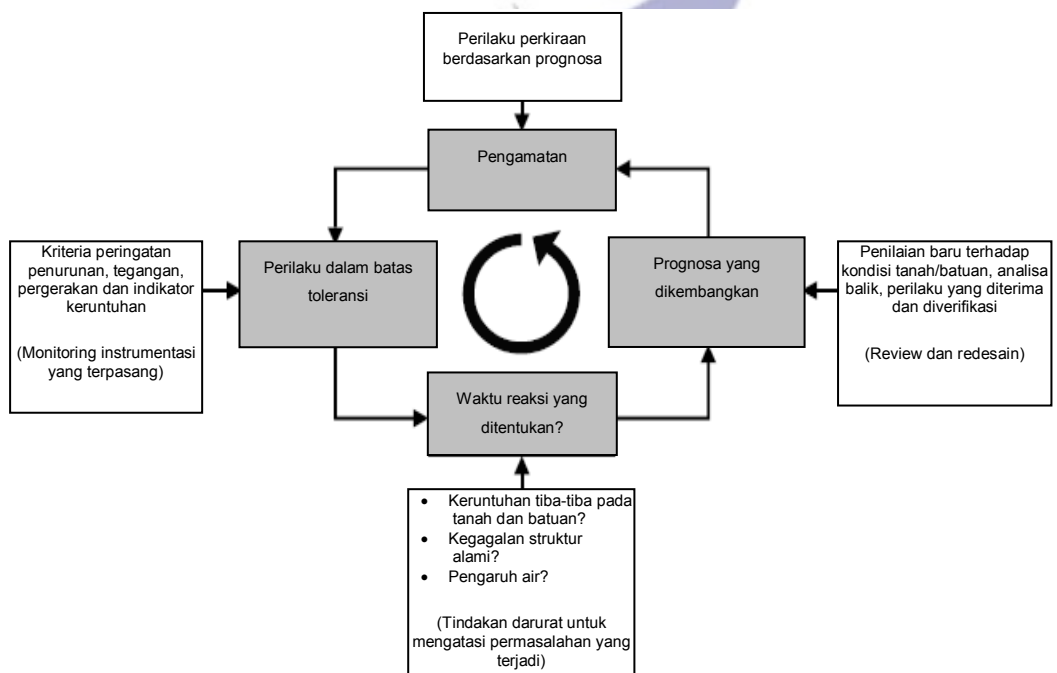 Perilaku perkiraan
berdasarkan prognosa
Pengamatan
Kriteria peringatan
penurunan, tegangan,
pergerakan dan indikator
keruntuhan
(Monitoring instrumentasi
yang terpasang)
Perilaku dalam batas
toleransi
Prognosa yang
dikembangkan
Penilaian baru terhadap
kondisi tanah/batuan, analisa
balik, perilaku yang diterima
dan diverifikasi
(Review dan redesain)
Waktu reaksi yang
ditentukan?
• Keruntuhan tiba-tiba pada
tanah dan batuan?
• Kegagalan struktur
alami?
• Pengaruh air?
(Tindakan darurat untuk
mengatasi permasalahan yang
terjadi)